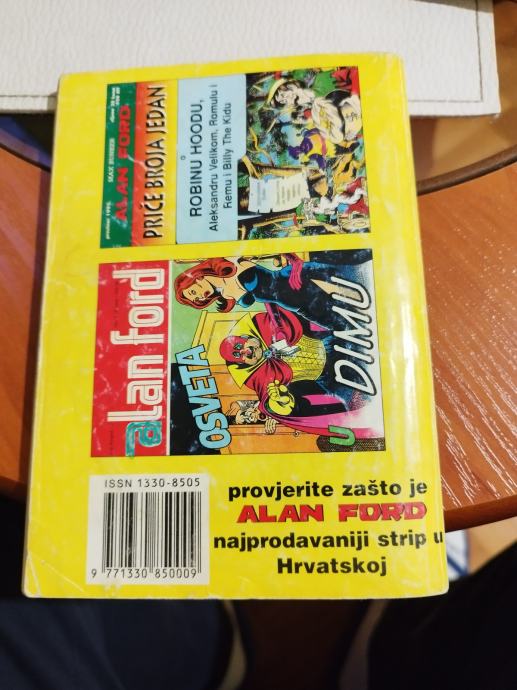 ALAN FORD
PRIČE BROJA JEDAN
O
ROBINU HOODU,
Aleksandru Velikom, Romulu i
Remu i Billy The Kidu
alan ford
OSVETA
U
DIMU
ISSN 1330-8505
9 771330 850009
provjerite zašto je
ALAN FORD
najprodavaniji strip u
Hrvatskoj